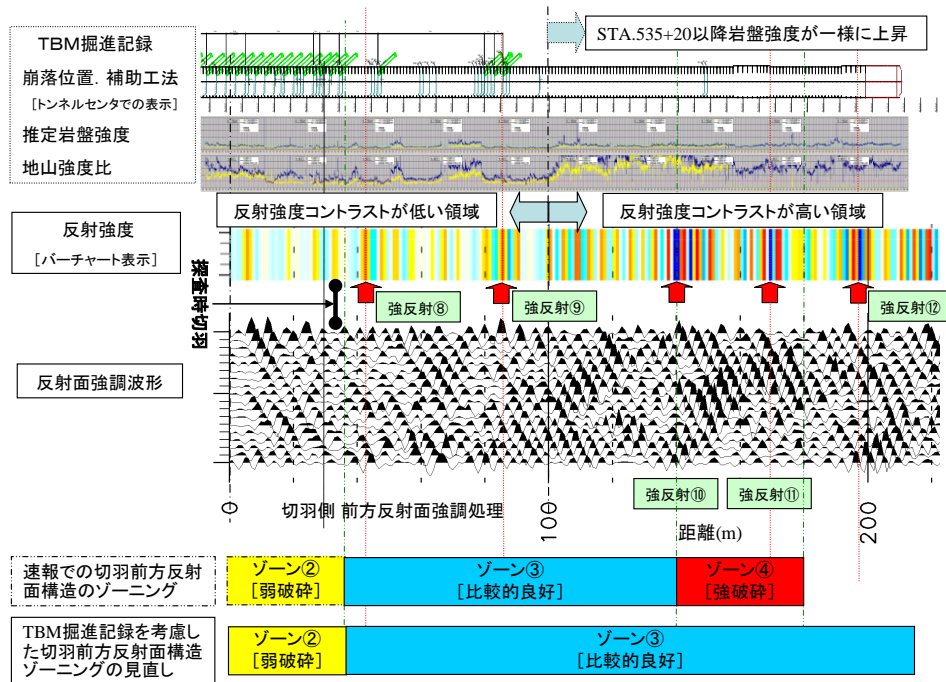 TBM掘進記録
崩落位置. 補助工法
[トンネルセンタでの表示]
推定岩盤強度
地山強度比
STA.535+20以降岩盤強度が一様に上昇
反射強度コントラストが低い領域
反射強度コントラストが高い領域
反射強度
[バーチャート表示]
探査時切羽
強反射⑧
強反射⑨
強反射⑫
反射面強調波形
強反射⑩
強反射⑪
切羽側 前方反射面強調処理
距離(m)
0
100
200
速報での切羽前方反射
面構造のゾーニング
ゾーン②
[弱破砕]
ゾーン③
[比較的良好]
ゾーン④
[強破砕]
TBM掘進記録を考慮し
た切羽前方反射面構造
ゾーニングの見直し
ゾーン②
[弱破砕]
ゾーン③
[比較的良好]